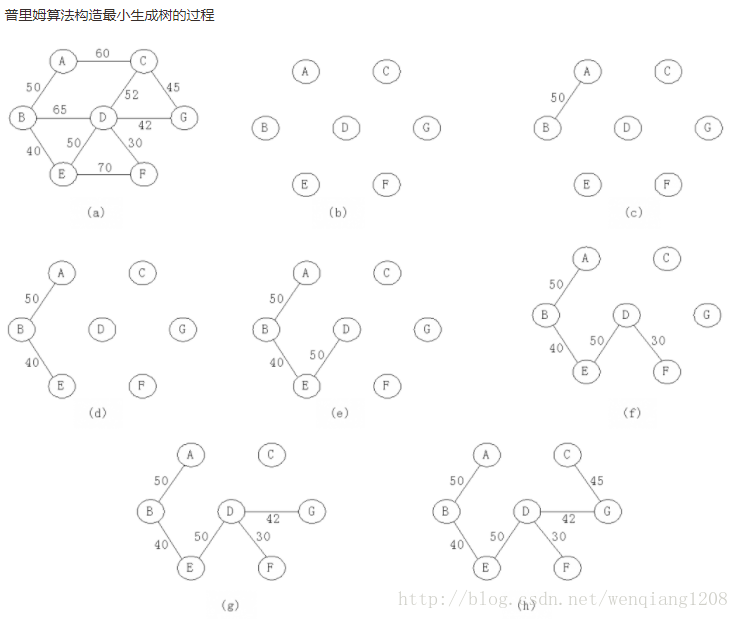 普里姆算法构造最小生成树的过程
A 60 C
50 52 45
B 65 D 42 G
40 50 30
E 70 F
(a)
A C
B D G
E F
(b)
A C
50
B D G
E F
(c)
A C
50
B D G
40
E F
(d)
A C
50
B D G
40 50
E F
(e)
A C
50
B D G
40 50 30
E F
(f)
A C
50
B D 42 G
40 50 30
E F
(g)
A C
50 45
B D 42 G
40 50 30
E F
(h)
http://blog.csdn.net/wenqiang1208